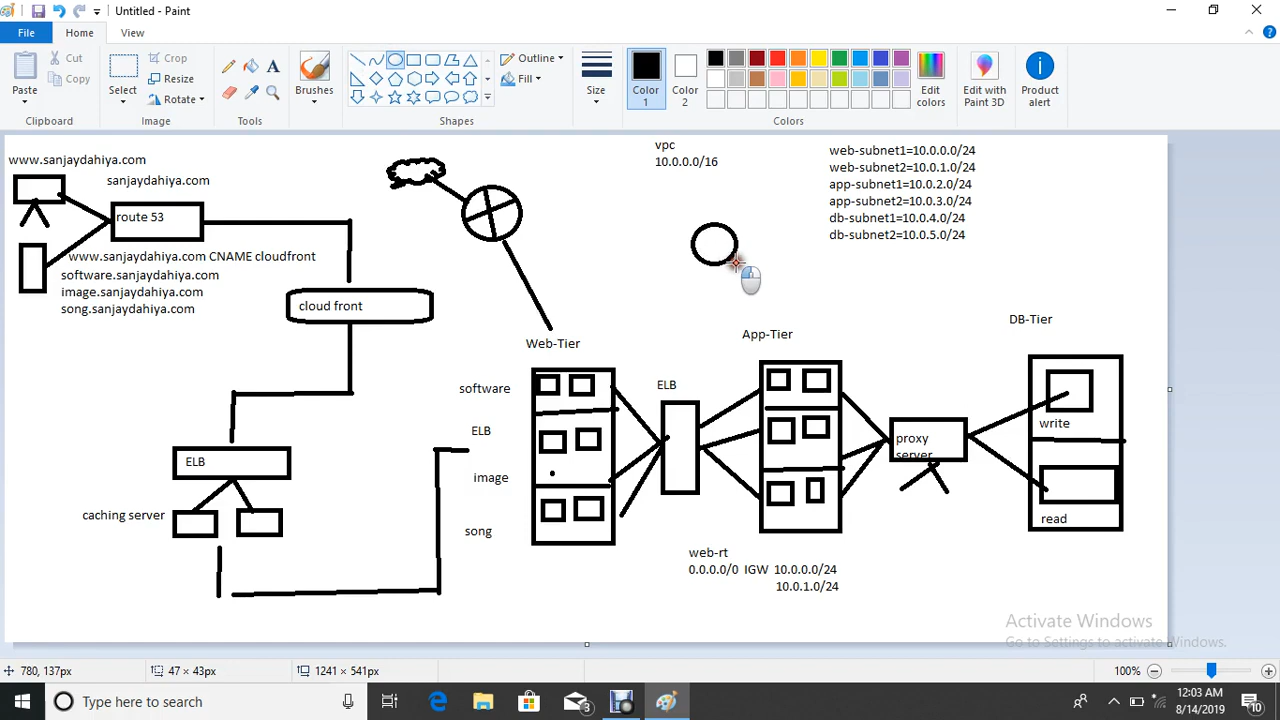 Untitled - Paint
File
Home
View
Paste
Cut
Copy
Clipboard
Select
Crop
Resize
Rotate
Image
A
Tools
Brushes
Outline
Fill
Shapes
Size
Color
1
Color
2
Edit
colors
Colors
Edit with
Paint 3D
Product
alert
www.sanjaydahiya.com
sanjaydahiya.com
route 53
www.sanjaydahiya.com CNAME cloudfront
software.sanjaydahiya.com
image.sanjaydahiya.com
song.sanjaydahiya.com
cloud front
ELB
caching server
vpc
10.0.0.0/16
web-subnet1=10.0.0.0/24
web-subnet2=10.0.1.0/24
app-subnet1=10.0.2.0/24
app-subnet2=10.0.3.0/24
db-subnet1=10.0.4.0/24
db-subnet2=10.0.5.0/24
Web-Tier
App-Tier
DB-Tier
software
ELB
image
song
ELB
proxy
server
write
read
web-rt
0.0.0.0/0 IGW 10.0.0.0/24
10.0.1.0/24
Activate Windows
Go to Settings to activate Windows.
780, 137px
47 × 43px
1241 × 541px
100%
Type here to search
3
12:03 AM
8/14/2019
10